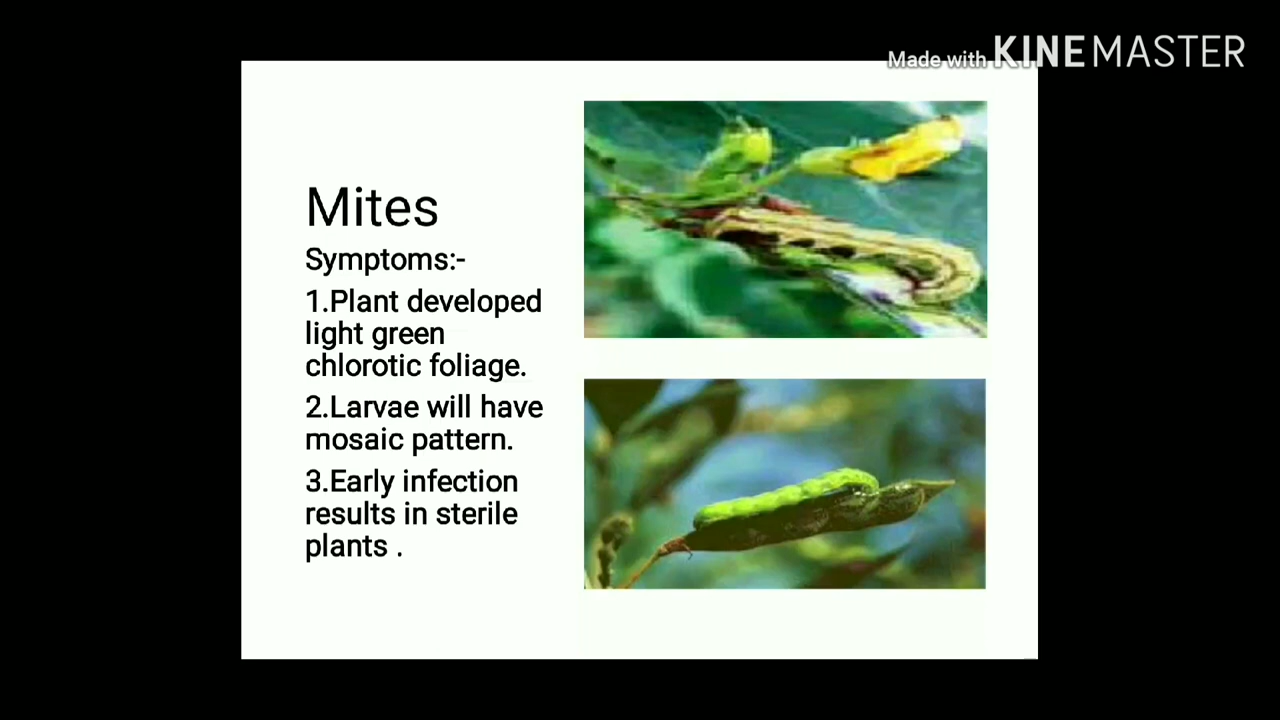 Made with KINEMASTER
Mites
Symptoms:-
1.Plant developed
light green
chlorotic foliage.
2.Larvae will have
mosaic pattern.
3.Early infection
results in sterile
plants .